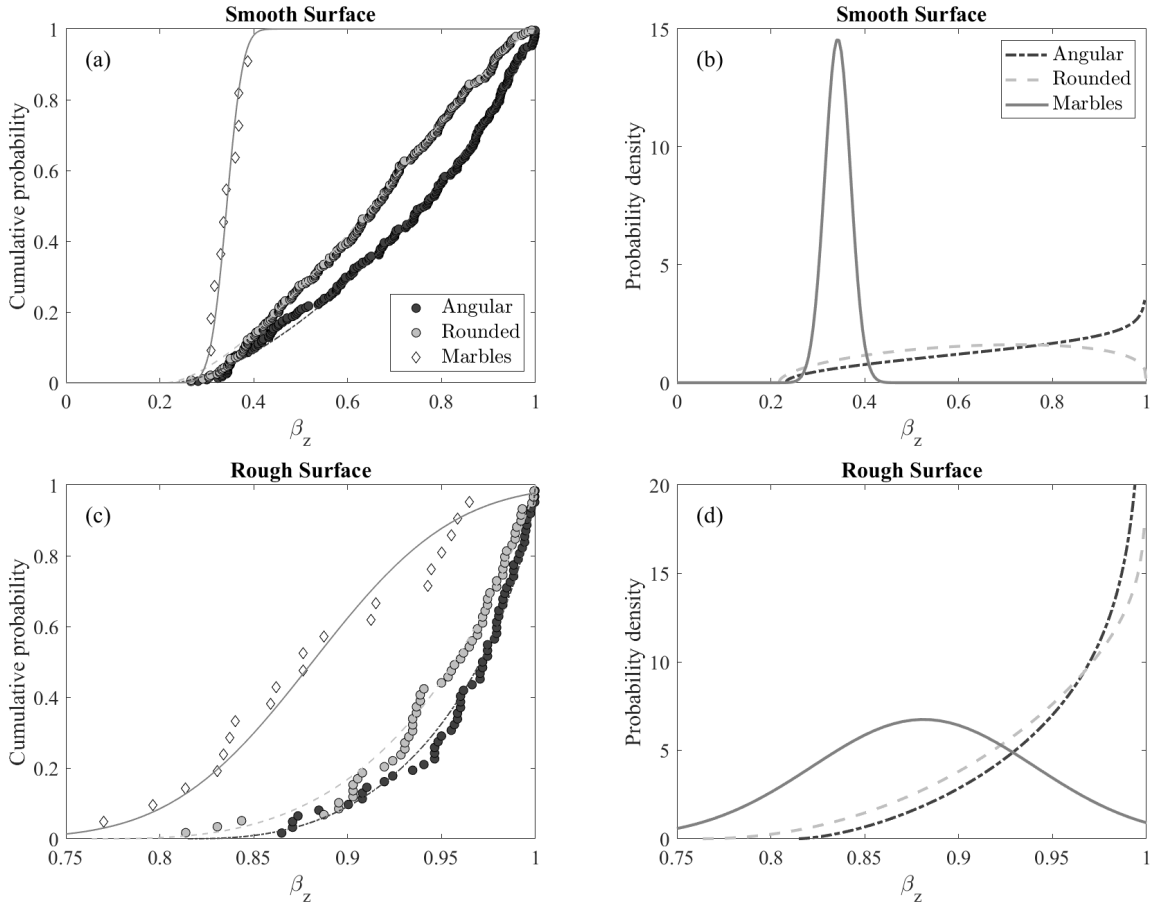 Smooth Surface
(a)
Cumulative probability
1
0.8
0.6
0.4
0.2
0
0 0.2 0.4 0.6 0.8 1
β_z
Angular
Rounded
Marbles
Smooth Surface
(b)
Probability density
15
10
5
0
0 0.2 0.4 0.6 0.8 1
β_z
Angular
Rounded
Marbles
Rough Surface
(c)
Cumulative probability
1
0.8
0.6
0.4
0.2
0
0.75 0.8 0.85 0.9 0.95 1
β_z
Rough Surface
(d)
Probability density
20
15
10
5
0
0.75 0.8 0.85 0.9 0.95 1
β_z